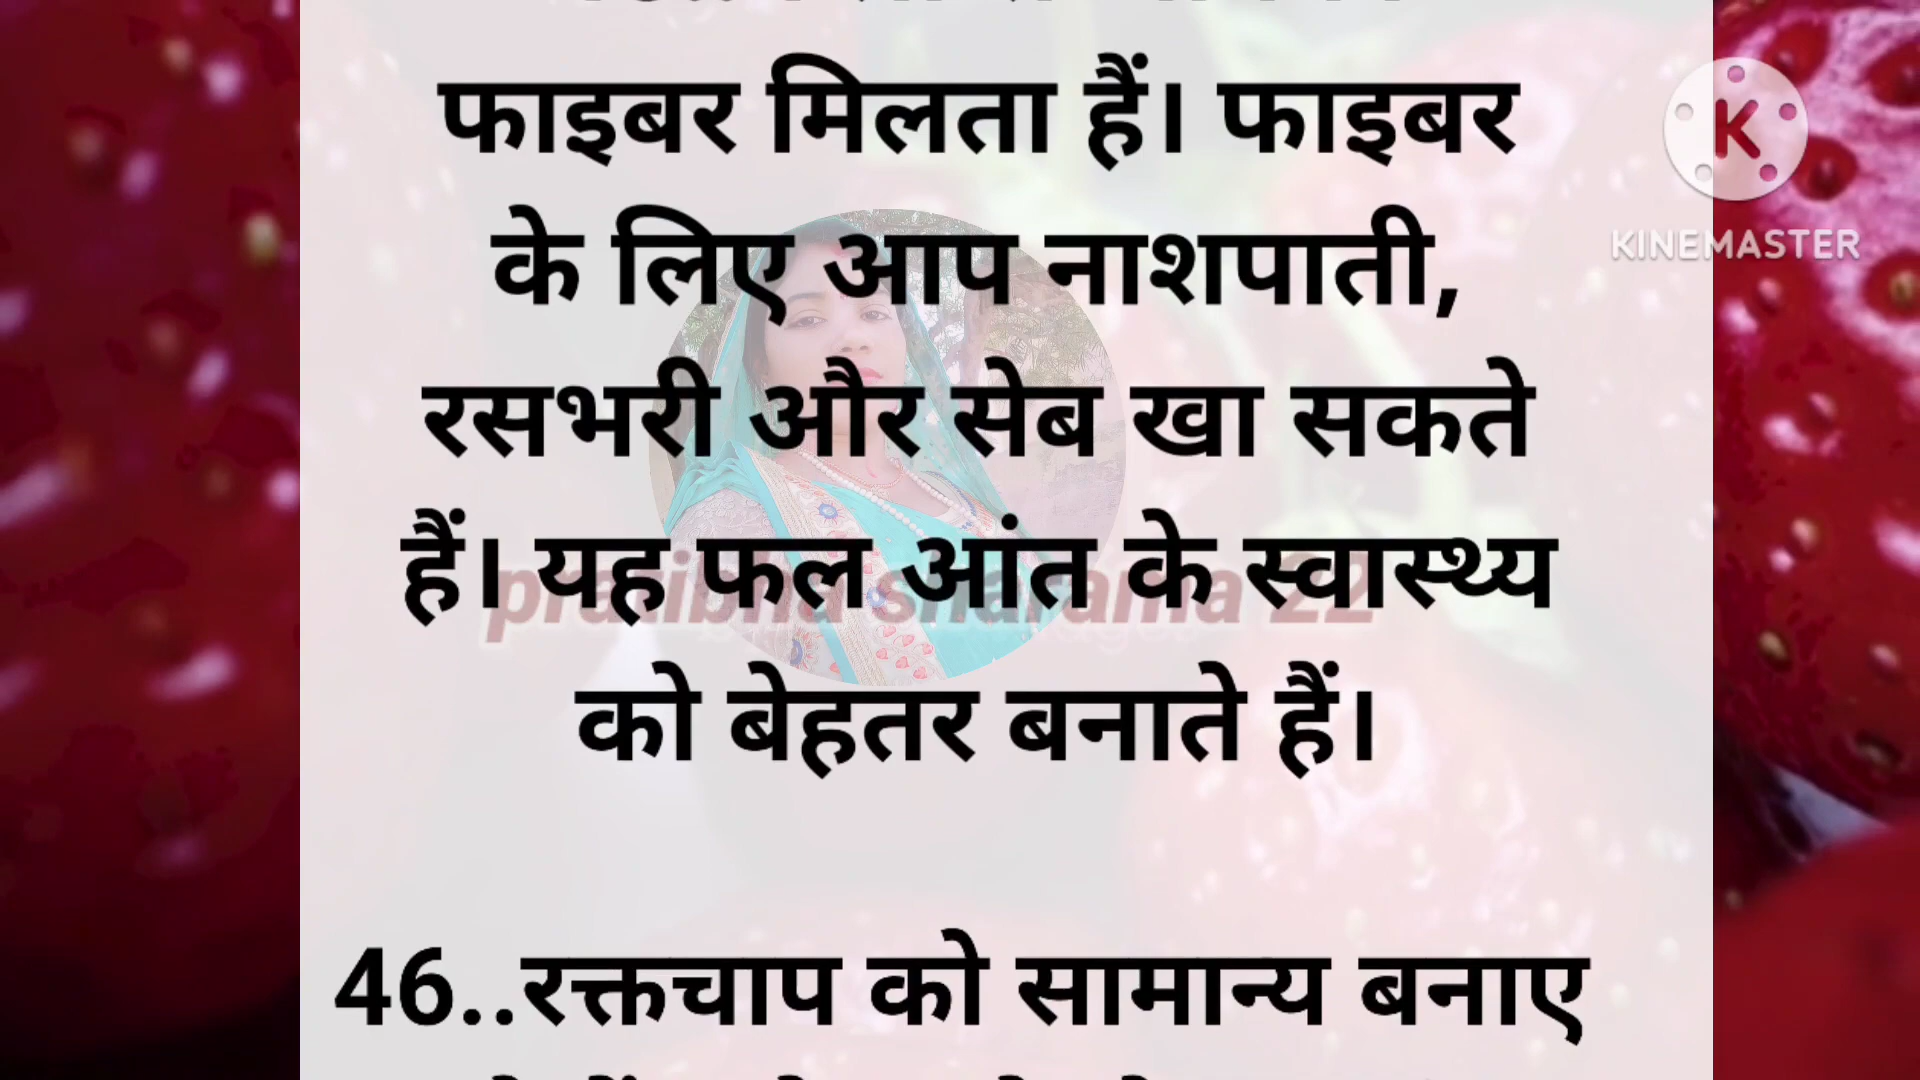 फाइबर मिलता हैं। फाइबर
के लिए आप नाशपाती,
रसभरी और सेब खा सकते
हैं। यह फल आंत के स्वास्थ्य
को बेहतर बनाते हैं।
46..रक्तचाप को सामान्य बनाए
pratibha sharama 22
KINEMASTER